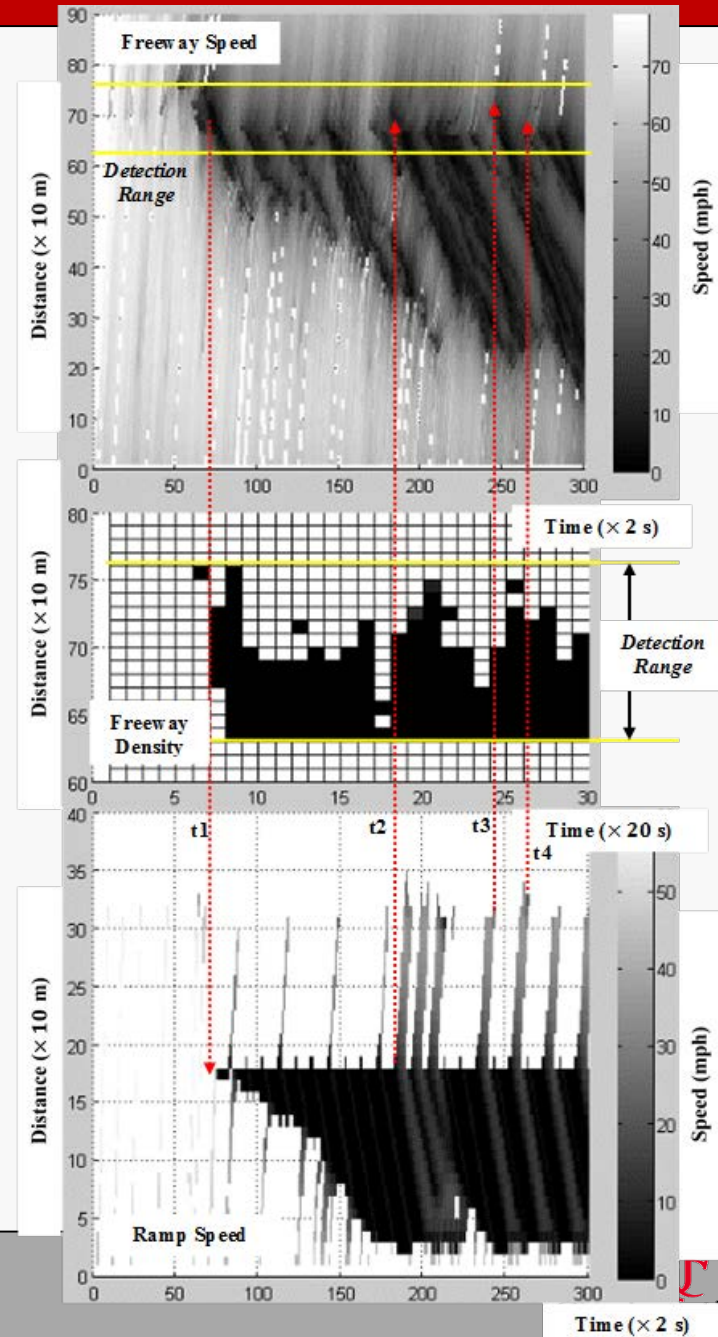 Freeway Speed
90
80
70
60
50
40
30
20
10
0
0 50 100 150 200 250 300
Distance (× 10 m)
Detection
Range
70
60
50
40
30
20
10
0
Speed (mph)
Time (× 2 s)
80
75
70
65
60
0 5 10 15 20 25 30
Distance (× 10 m)
Freeway
Density
Detection
Range
Time (× 20 s)
t1
t2
t3
t4
40
35
30
25
20
15
10
5
0
0 50 100 150 200 250 300
Distance (× 10 m)
Ramp Speed
50
40
30
20
10
0
Speed (mph)
Time (× 2 s)